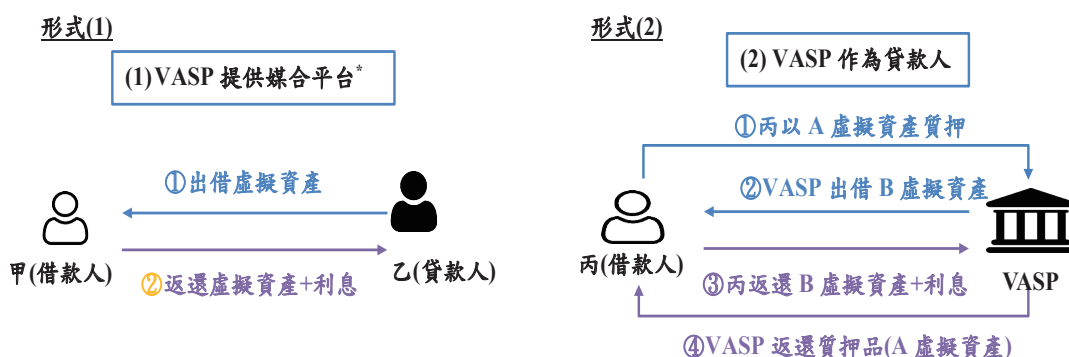 形式(1)
(1)VASP 提供媒合平台*
①出借虛擬資產
甲(借款人)
乙(貸款人)
②返還虛擬資產+利息
形式(2)
(2) VASP 作為貸款人
①丙以 A 虛擬資產質押
②VASP 出借 B 虛擬資產
丙(借款人)
VASP
③丙返還 B 虛擬資產+利息
④VASP 返還質押品(A 虛擬資產)